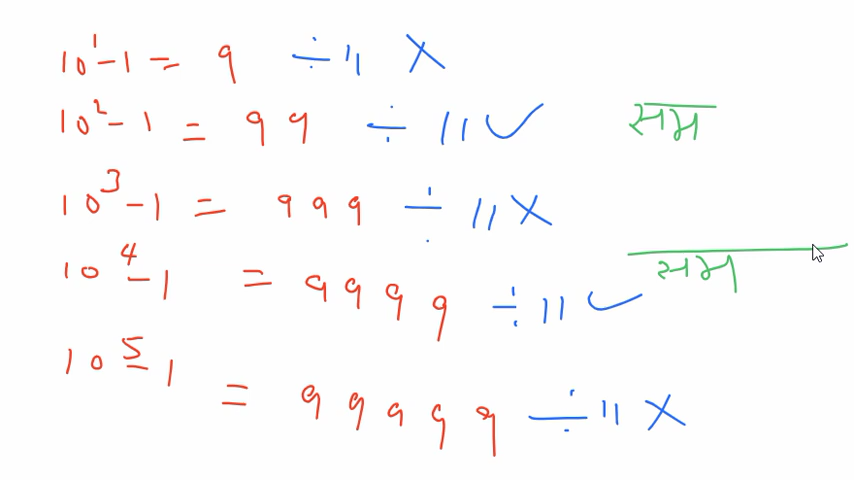 10¹-1 = 9 ÷ 11 X
10²-1 = 99 ÷ 11 ✓ सम
10³-1 = 999 ÷ 11 X
10⁴-1 = 9999 ÷ 11 ✓ सम
10⁵-1 = 99999 ÷ 11 X